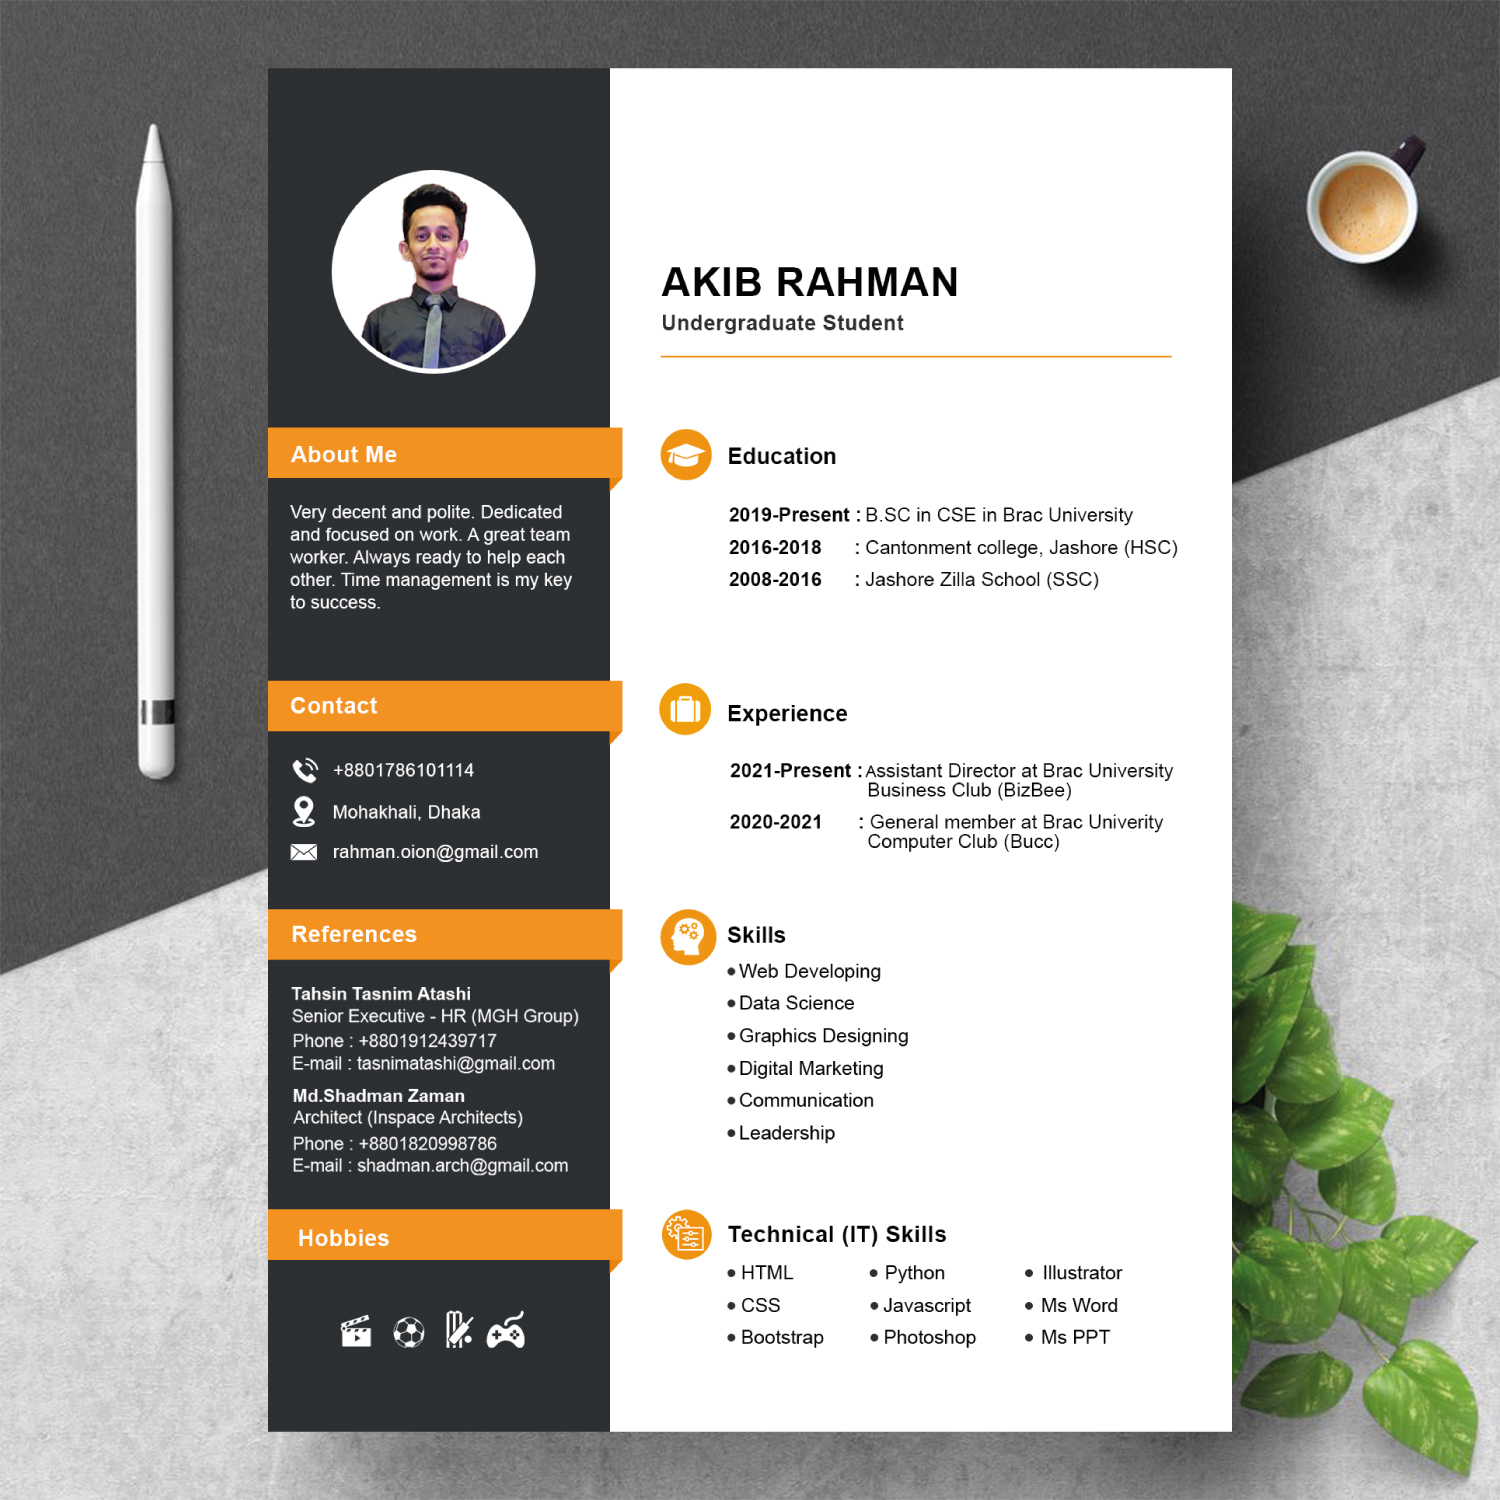 AKIB RAHMAN
Undergraduate Student
About Me
Very decent and polite. Dedicated
and focused on work. A great team
worker. Always ready to help each
other. Time management is my key
to success.
Contact
+8801786101114
Mohakhali, Dhaka
rahman.oion@gmail.com
References
Tahsin Tasnim Atashi
Senior Executive - HR (MGH Group)
Phone : +8801912439717
E-mail : tasnimatashi@gmail.com
Md.Shadman Zaman
Architect (Inspace Architects)
Phone : +8801820998786
E-mail : shadman.arch@gmail.com
Hobbies
Education
2019-Present : B.SC in CSE in Brac University
2016-2018 : Cantonment college, Jashore (HSC)
2008-2016 : Jashore Zilla School (SSC)
Experience
2021-Present : Assistant Director at Brac University
Business Club (BizBee)
2020-2021 : General member at Brac Univerity
Computer Club (Bucc)
Skills
• Web Developing
• Data Science
• Graphics Designing
• Digital Marketing
• Communication
• Leadership
Technical (IT) Skills
• HTML • Python • Illustrator
• CSS • Javascript • Ms Word
• Bootstrap • Photoshop • Ms PPT